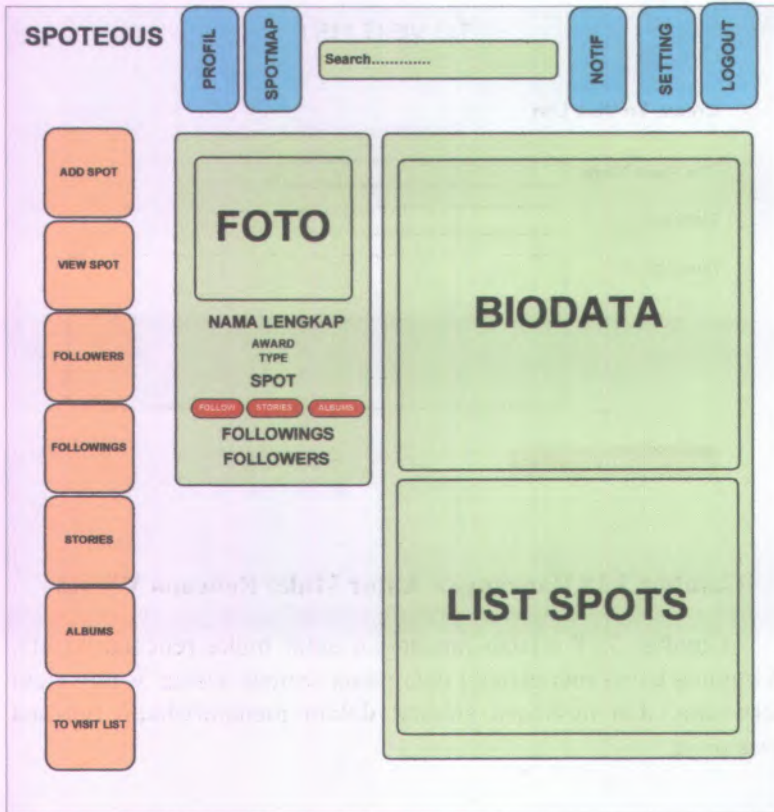 SPOTEOUS
PROFIL
SPOTMAP
Search.............
NOTIF
SETTING
LOGOUT
ADD SPOT
VIEW SPOT
FOLLOWERS
FOLLOWINGS
STORIES
ALBUMS
TO VISIT LIST
FOTO
NAMA LENGKAP
AWARD
TYPE
SPOT
FOLLOW STORIES ALBUMS
FOLLOWINGS
FOLLOWERS
BIODATA
LIST SPOTS